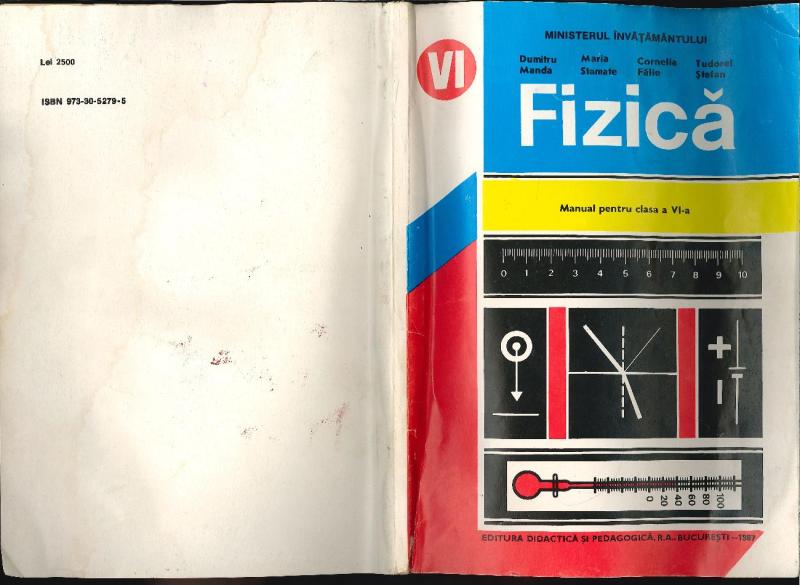 Lei 2500
ISBN 973-30-5279-5
VI
MINISTERUL ÎNVĂȚĂMÂNTULUI
Dumitru Maria Cornelia Tudorel
Manda Stamate Fălie Ștefan
Fizică
Manual pentru clasa a VI-a
0 1 2 3 4 5 6 7 8 9 10
0 20 40 60 80 100
EDITURA DIDACTICĂ ȘI PEDAGOGICĂ, R.A. BUCUREȘTI —